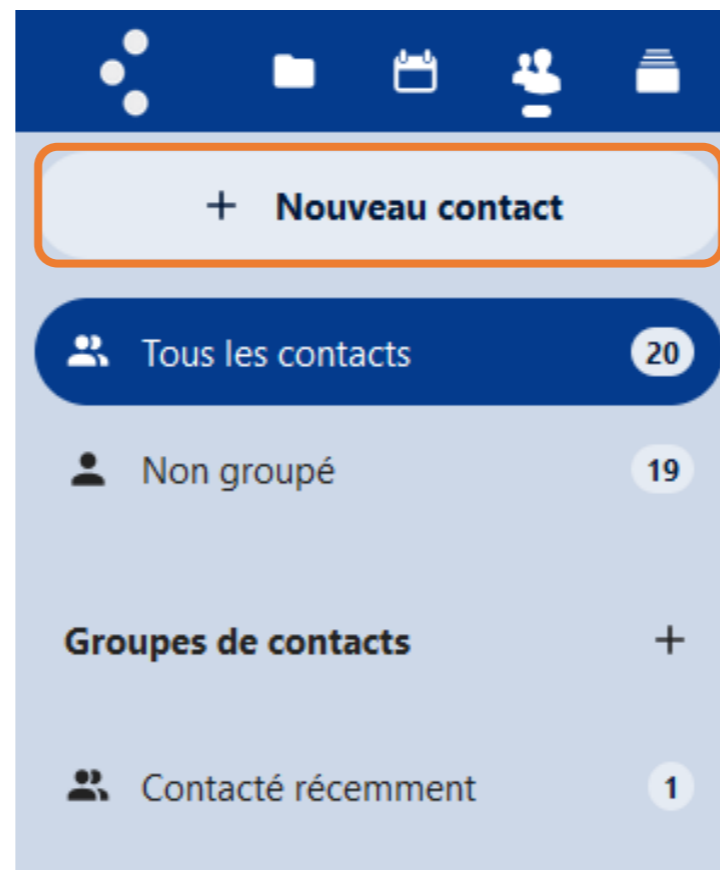 + Nouveau contact
Tous les contacts 20
Non groupé 19
Groupes de contacts +
Contacté récemment 1